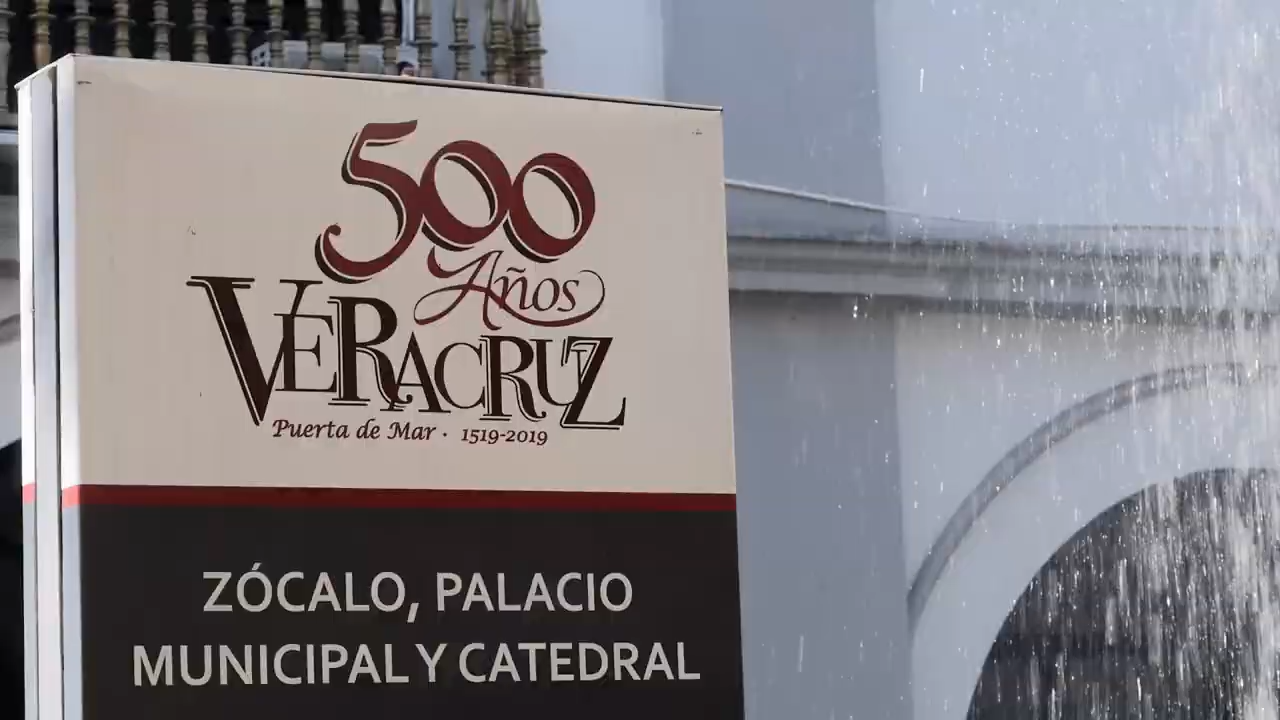 500
Años
VERACRUZ
Puerta de Mar · 1519-2019
ZÓCALO, PALACIO
MUNICIPAL Y CATEDRAL